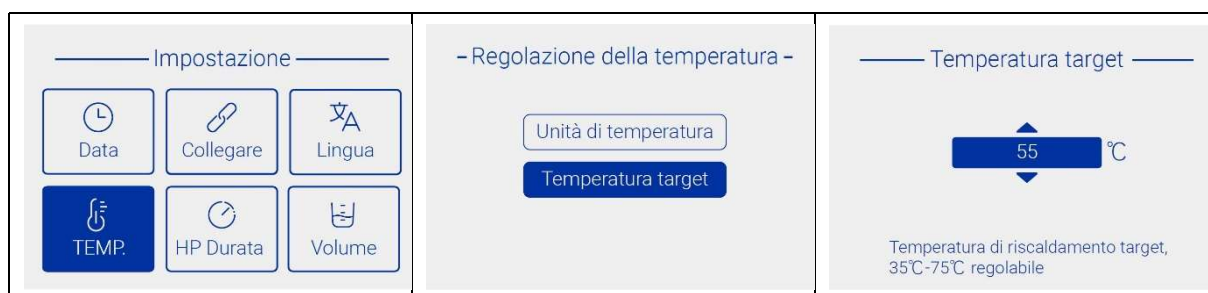 Impostazione
Data
Collegare
Lingua
TEMP.
HP Durata
Volume
Regolazione della temperatura
Unità di temperatura
Temperatura target
Temperatura target
55 ℃
Temperatura di riscaldamento target,
35℃-75℃ regolabile